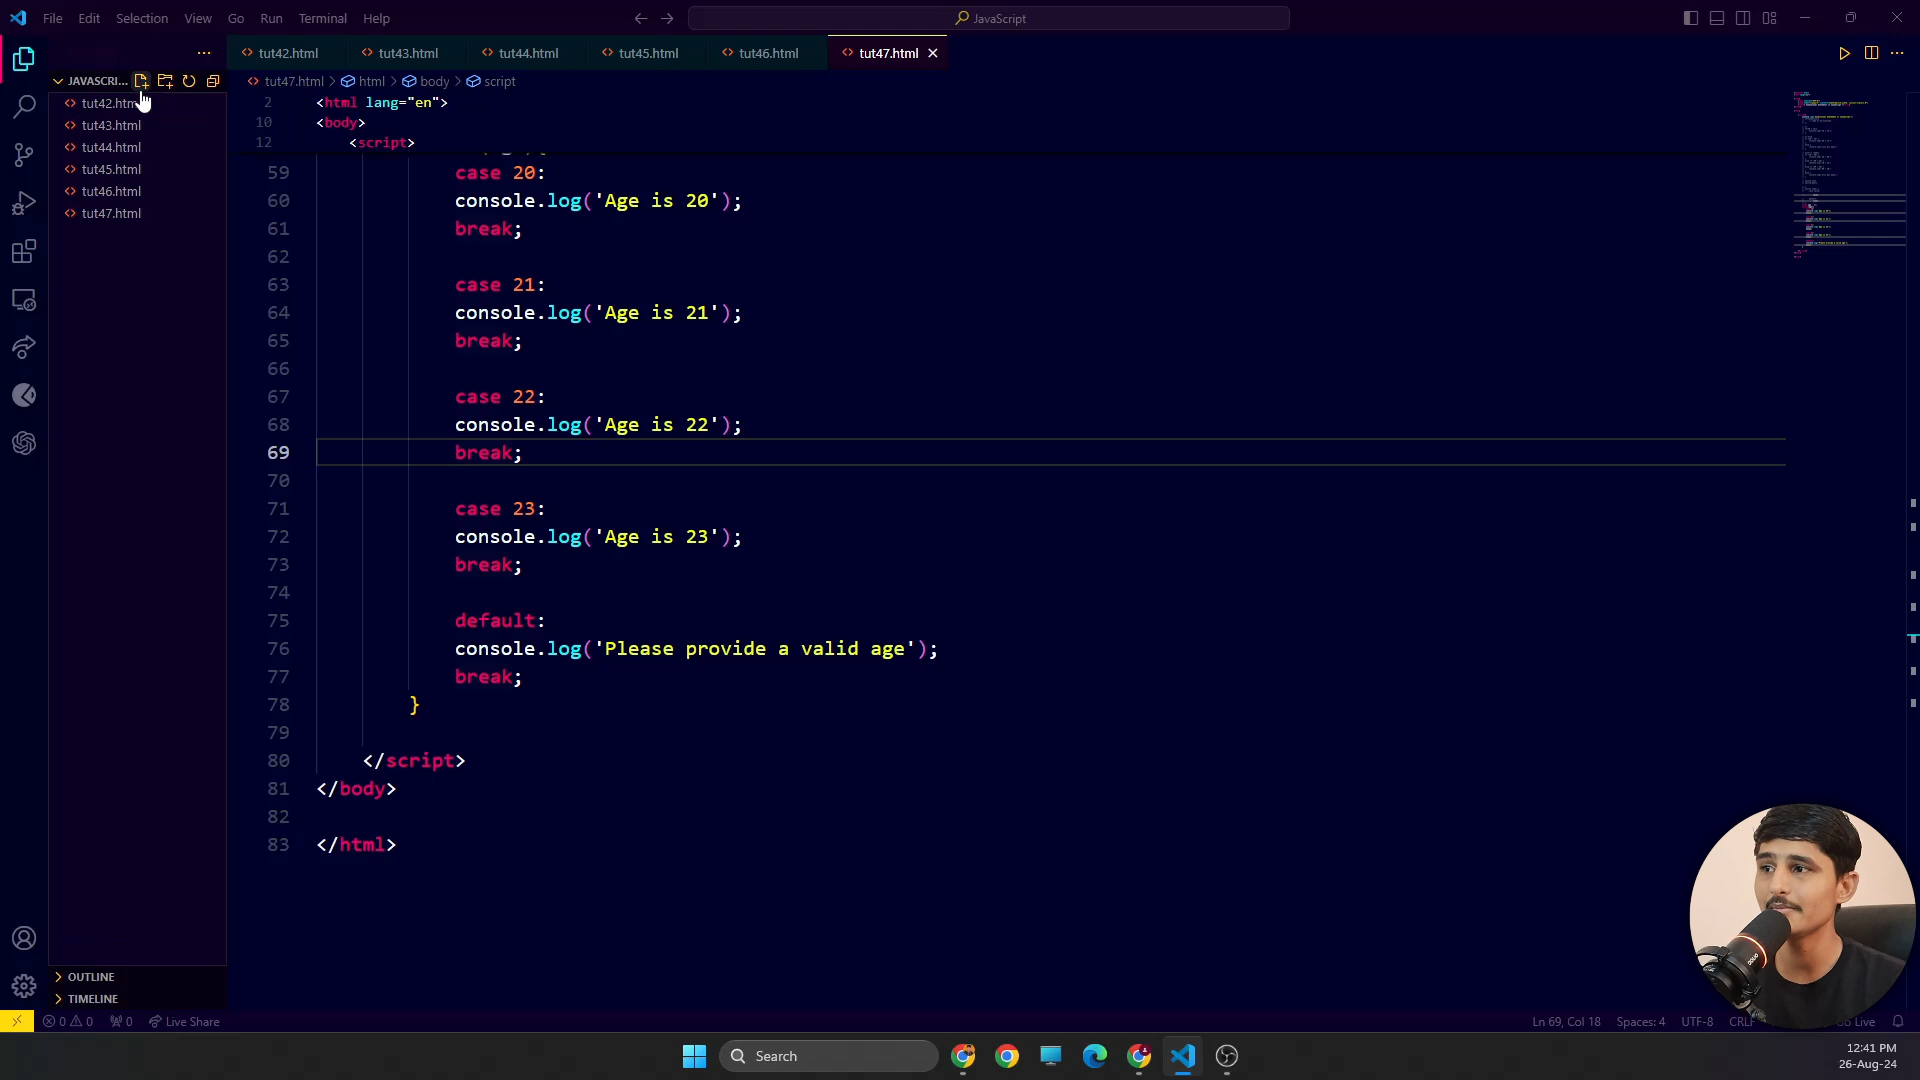 File Edit Selection View Go Run Terminal Help
JavaScript
tut42.html tut43.html tut44.html tut45.html tut46.html tut47.html
JAVASCRI...
tut47.html > html > body > script
tut42.html
tut43.html
tut44.html
tut45.html
tut46.html
tut47.html
2 <html lang="en">
10 <body>
12 <script>
59 case 20:
60 console.log('Age is 20');
61 break;
62
63 case 21:
64 console.log('Age is 21');
65 break;
66
67 case 22:
68 console.log('Age is 22');
69 break;
70
71 case 23:
72 console.log('Age is 23');
73 break;
74
75 default:
76 console.log('Please provide a valid age');
77 break;
78 }
79
80 </script>
81 </body>
82
83 </html>
OUTLINE
TIMELINE
0 0 0 Live Share
Ln 69, Col 18 Spaces: 4 UTF-8 CRLF Live
Search
12:41 PM
26-Aug-24